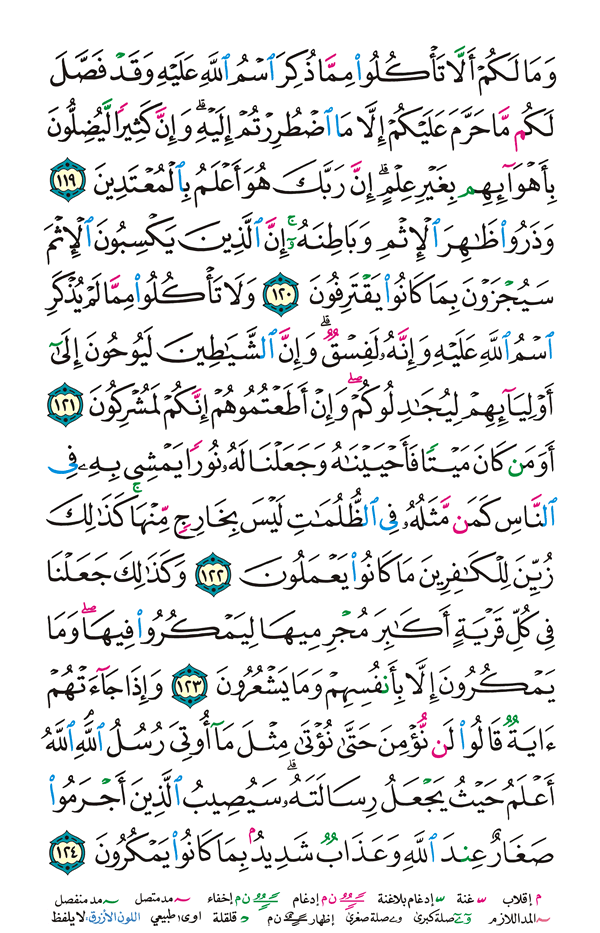 وَمَا لَكُمْ أَلَّا تَأْكُلُوا۟ مِمَّا ذُكِرَ ٱسْمُ ٱللَّهِ عَلَيْهِ وَقَدْ فَصَّلَ
لَكُم مَّا حَرَّمَ عَلَيْكُمْ إِلَّا مَا ٱضْطُرِرْتُمْ إِلَيْهِ ۗ وَإِنَّ كَثِيرًا لَّيُضِلُّونَ
بِأَهْوَآئِهِم بِغَيْرِ عِلْمٍ ۗ إِنَّ رَبَّكَ هُوَ أَعْلَمُ بِٱلْمُعْتَدِينَ ١١٩
وَذَرُوا۟ ظَـٰهِرَ ٱلْإِثْمِ وَبَاطِنَهُۥٓ ۚ إِنَّ ٱلَّذِينَ يَكْسِبُونَ ٱلْإِثْمَ
سَيُجْزَوْنَ بِمَا كَانُوا۟ يَقْتَرِفُونَ ١٢٠ وَلَا تَأْكُلُوا۟ مِمَّا لَمْ يُذْكَرِ
ٱسْمُ ٱللَّهِ عَلَيْهِ وَإِنَّهُۥ لَفِسْقٌ ۗ وَإِنَّ ٱلشَّيَـٰطِينَ لَيُوحُونَ إِلَىٰٓ
أَوْلِيَآئِهِمْ لِيُجَـٰدِلُوكُمْ ۖ وَإِنْ أَطَعْتُمُوهُمْ إِنَّكُمْ لَمُشْرِكُونَ ١٢١
أَوَمَن كَانَ مَيْتًا فَأَحْيَيْنَـٰهُ وَجَعَلْنَا لَهُۥ نُورًا يَمْشِى بِهِۦ فِى
ٱلنَّاسِ كَمَن مَّثَلُهُۥ فِى ٱلظُّلُمَـٰتِ لَيْسَ بِخَارِجٍ مِّنْهَا ۚ كَذَٰلِكَ
زُيِّنَ لِلْكَـٰفِرِينَ مَا كَانُوا۟ يَعْمَلُونَ ١٢٢ وَكَذَٰلِكَ جَعَلْنَا
فِى كُلِّ قَرْيَةٍ أَكَـٰبِرَ مُجْرِمِيهَا لِيَمْكُرُوا۟ فِيهَا ۖ وَمَا
يَمْكُرُونَ إِلَّا بِأَنفُسِهِمْ وَمَا يَشْعُرُونَ ١٢٣ وَإِذَا جَآءَتْهُمْ
ءَايَةٌ قَالُوا۟ لَن نُّؤْمِنَ حَتَّىٰ نُؤْتَىٰ مِثْلَ مَآ أُوتِىَ رُسُلُ ٱللَّهِ ۘ ٱللَّهُ
أَعْلَمُ حَيْثُ يَجْعَلُ رِسَالَتَهُۥ ۗ سَيُصِيبُ ٱلَّذِينَ أَجْرَمُوا۟
صَغَارٌ عِندَ ٱللَّهِ وَعَذَابٌ شَدِيدٌۢ بِمَا كَانُوا۟ يَمْكُرُونَ ١٢٤
م إقلاب غنة إدغام بلاغنة ن م إدغام ن م إخفاء مد متصل مد منفصل
المد اللازم صلة كبرى صلة صغرى إظهار ن م قلقلة اوى: طبيعي اللون الأزرق: لا يلفظ